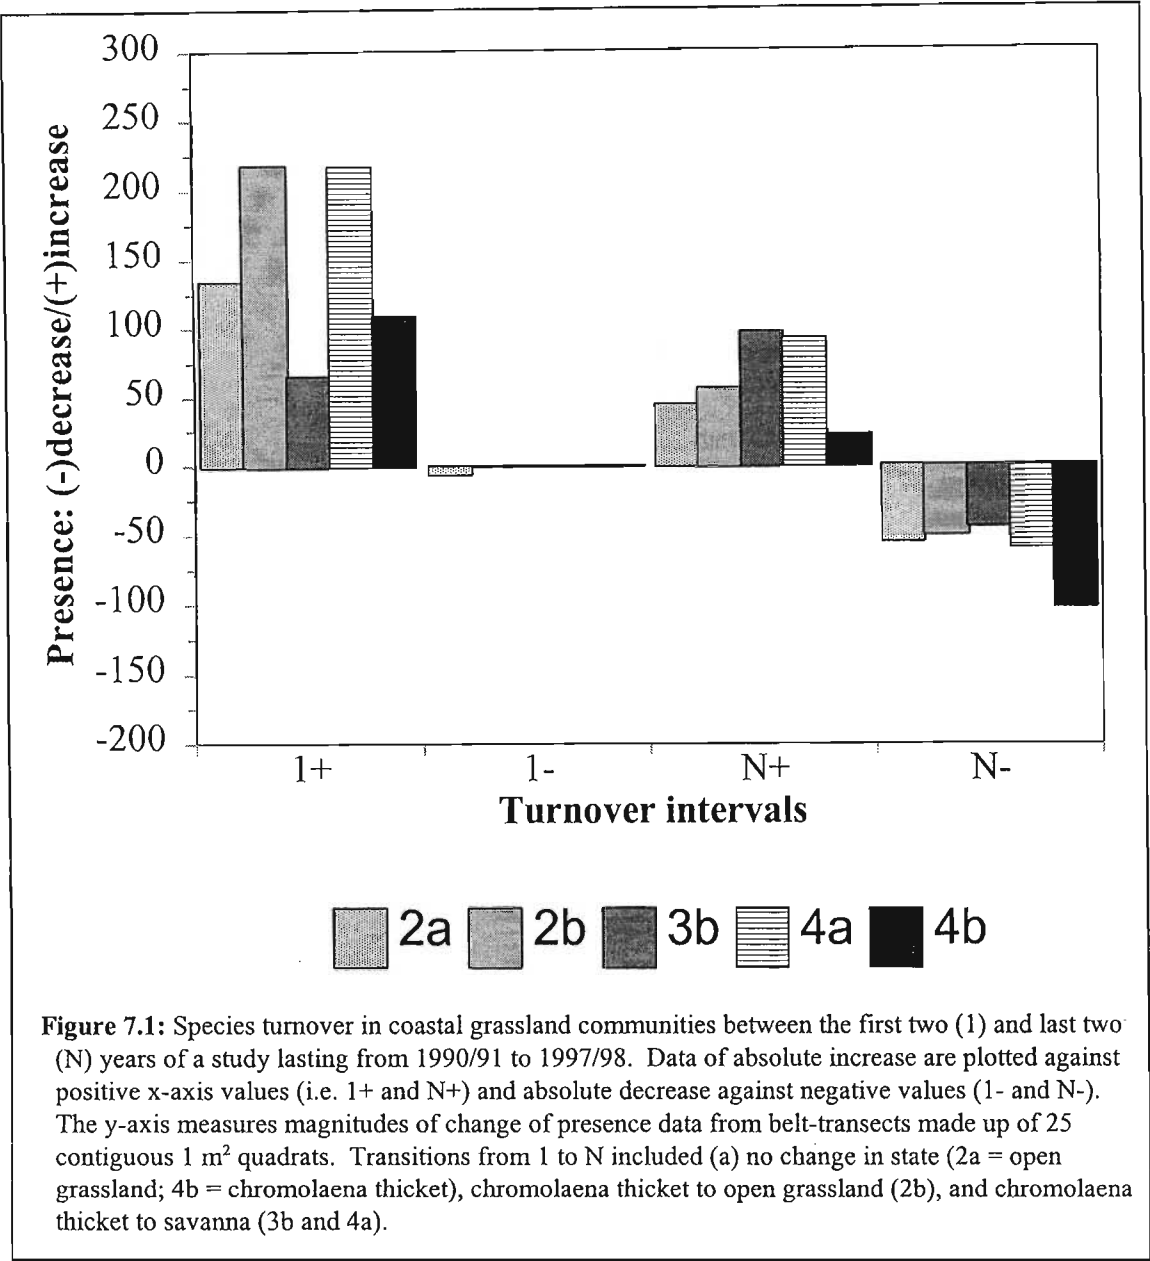 300
250
200
150
100
50
0
-50
-100
-150
-200
Presence: (-)decrease/(+)increase
1+ 1- N+ N-
Turnover intervals
2a 2b 3b 4a 4b
Figure 7.1: Species turnover in coastal grassland communities between the first two (1) and last two
(N) years of a study lasting from 1990/91 to 1997/98. Data of absolute increase are plotted against
positive x-axis values (i.e. 1+ and N+) and absolute decrease against negative values (1- and N-).
The y-axis measures magnitudes of change of presence data from belt-transects made up of 25
contiguous 1 m² quadrats. Transitions from 1 to N included (a) no change in state (2a = open
grassland; 4b = chromolaena thicket), chromolaena thicket to open grassland (2b), and chromolaena
thicket to savanna (3b and 4a).